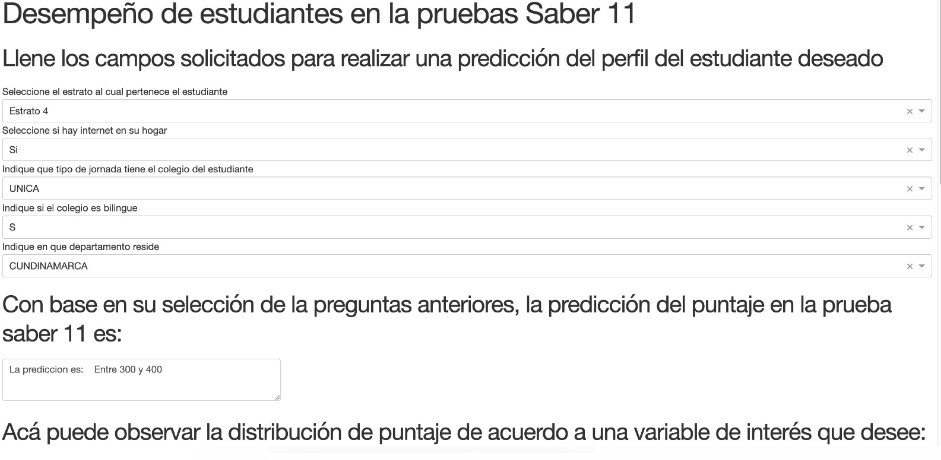 Desempeño de estudiantes en la pruebas Saber 11
Llene los campos solicitados para realizar una predicción del perfil del estudiante deseado
Seleccione el estrato al cual pertenece el estudiante
Estrato 4
Seleccione si hay internet en su hogar
Si
Indique que tipo de jornada tiene el colegio del estudiante
UNICA
Indique si el colegio es bilingue
S
Indique en que departamento reside
CUNDINAMARCA
Con base en su selección de la preguntas anteriores, la predicción del puntaje en la prueba
saber 11 es:
La prediccion es: Entre 300 y 400
Acá puede observar la distribución de puntaje de acuerdo a una variable de interés que desee: